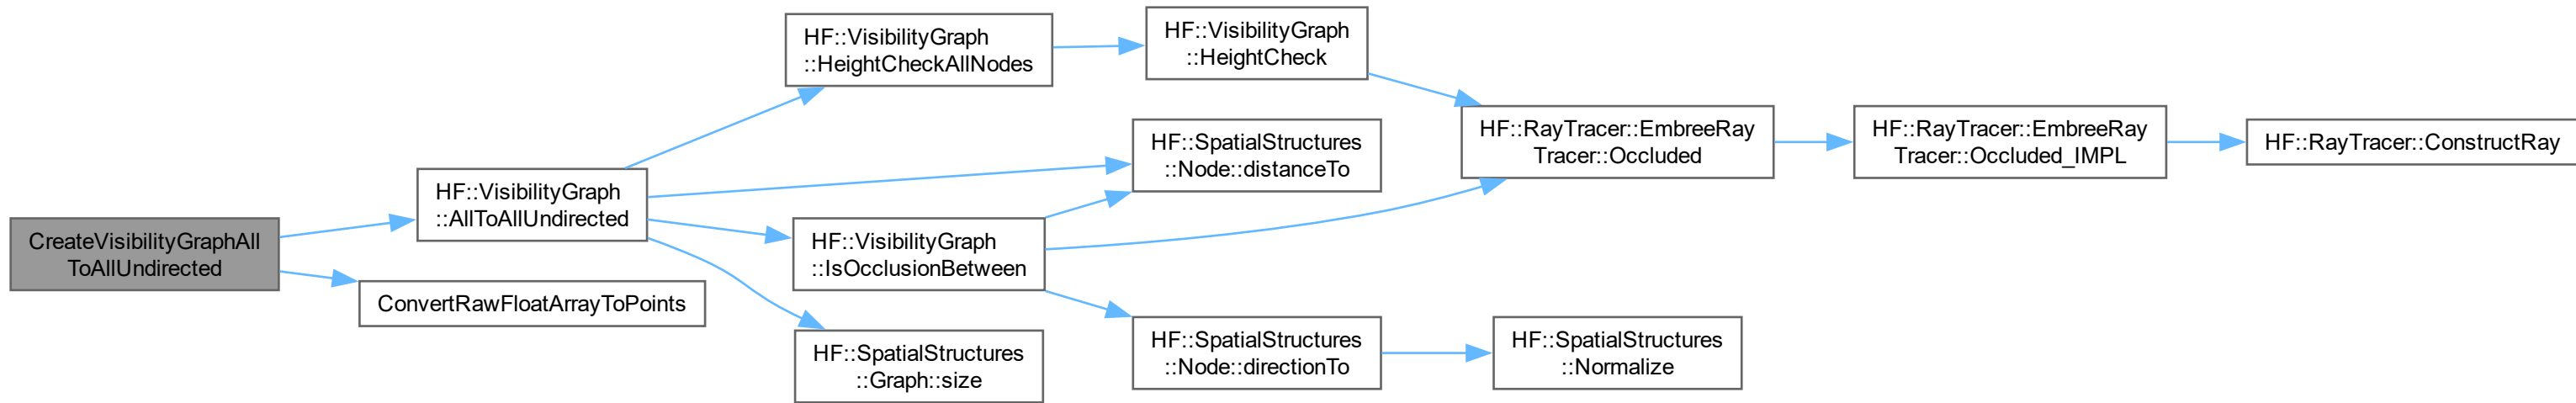 CreateVisibilityGraphAll
ToAllUndirected
HF::VisibilityGraph
::AllToAllUndirected
ConvertRawFloatArrayToPoints
HF::VisibilityGraph
::HeightCheckAllNodes
HF::VisibilityGraph
::IsOcclusionBetween
HF::SpatialStructures
::Graph::size
HF::VisibilityGraph
::HeightCheck
HF::SpatialStructures
::Node::distanceTo
HF::SpatialStructures
::Node::directionTo
HF::RayTracer::EmbreeRay
Tracer::Occluded
HF::SpatialStructures
::Normalize
HF::RayTracer::EmbreeRay
Tracer::Occluded_IMPL
HF::RayTracer::ConstructRay